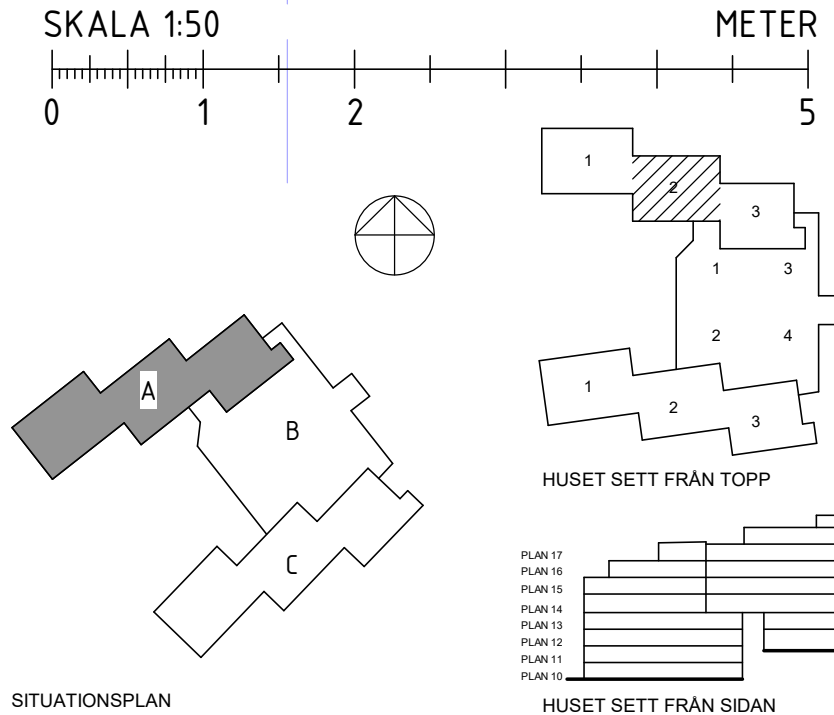 SKALA 1:50 METER
0 1 2 5
1
2
3
1 3
2 4
1
2
3
HUSET SETT FRÅN TOPP
A
B
C
SITUATIONSPLAN
PLAN 17
PLAN 16
PLAN 15
PLAN 14
PLAN 13
PLAN 12
PLAN 11
PLAN 10
HUSET SETT FRÅN SIDAN